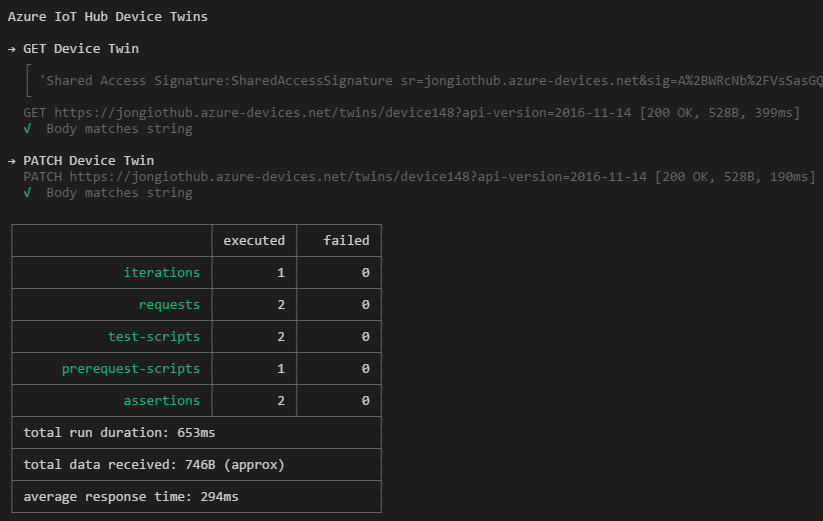 Azure IoT Hub Device Twins
→ GET Device Twin
'Shared Access Signature:SharedAccessSignature sr=jongiothub.azure-devices.net&sig=A%2BWRcNb%2FVsSasGQ
GET https://jongiothub.azure-devices.net/twins/device148?api-version=2016-11-14 [200 OK, 528B, 399ms]
√ Body matches string
→ PATCH Device Twin
PATCH https://jongiothub.azure-devices.net/twins/device148?api-version=2016-11-14 [200 OK, 528B, 190ms]
√ Body matches string
executed failed
iterations 1 0
requests 2 0
test-scripts 2 0
prerequest-scripts 1 0
assertions 2 0
total run duration: 653ms
total data received: 746B (approx)
average response time: 294ms